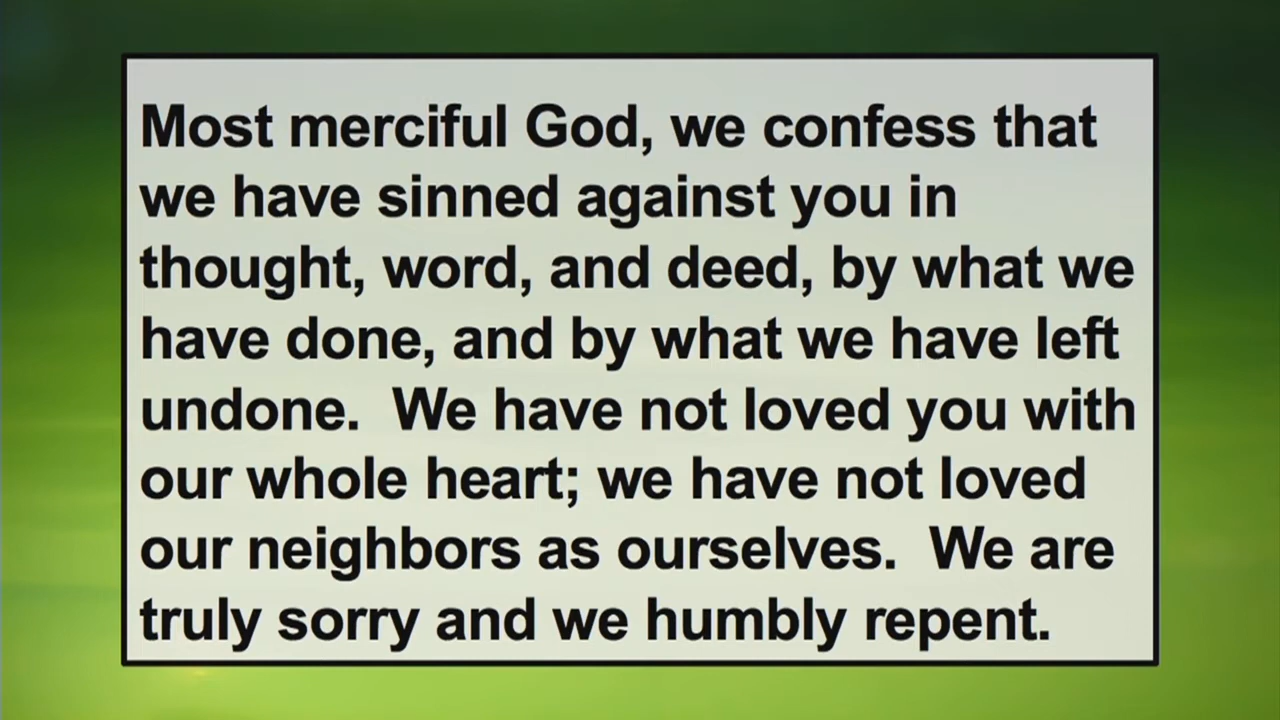 Most merciful God, we confess that
we have sinned against you in
thought, word, and deed, by what we
have done, and by what we have left
undone.  We have not loved you with
our whole heart; we have not loved
our neighbors as ourselves.  We are
truly sorry and we humbly repent.